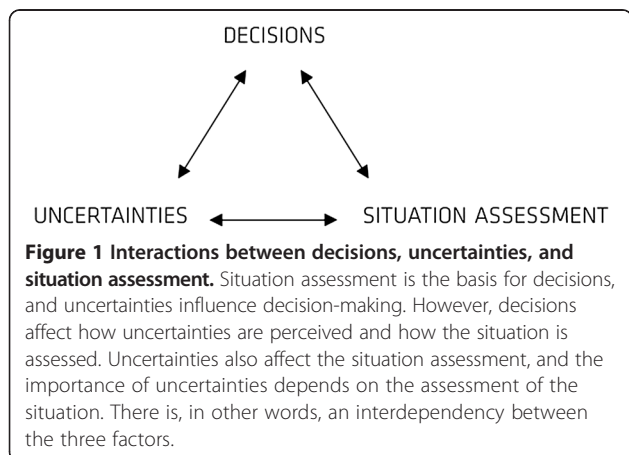 DECISIONS
UNCERTAINTIES SITUATION ASSESSMENT
Figure 1 Interactions between decisions, uncertainties, and
situation assessment. Situation assessment is the basis for decisions,
and uncertainties influence decision-making. However, decisions
affect how uncertainties are perceived and how the situation is
assessed. Uncertainties also affect the situation assessment, and the
importance of uncertainties depends on the assessment of the
situation. There is, in other words, an interdependency between
the three factors.